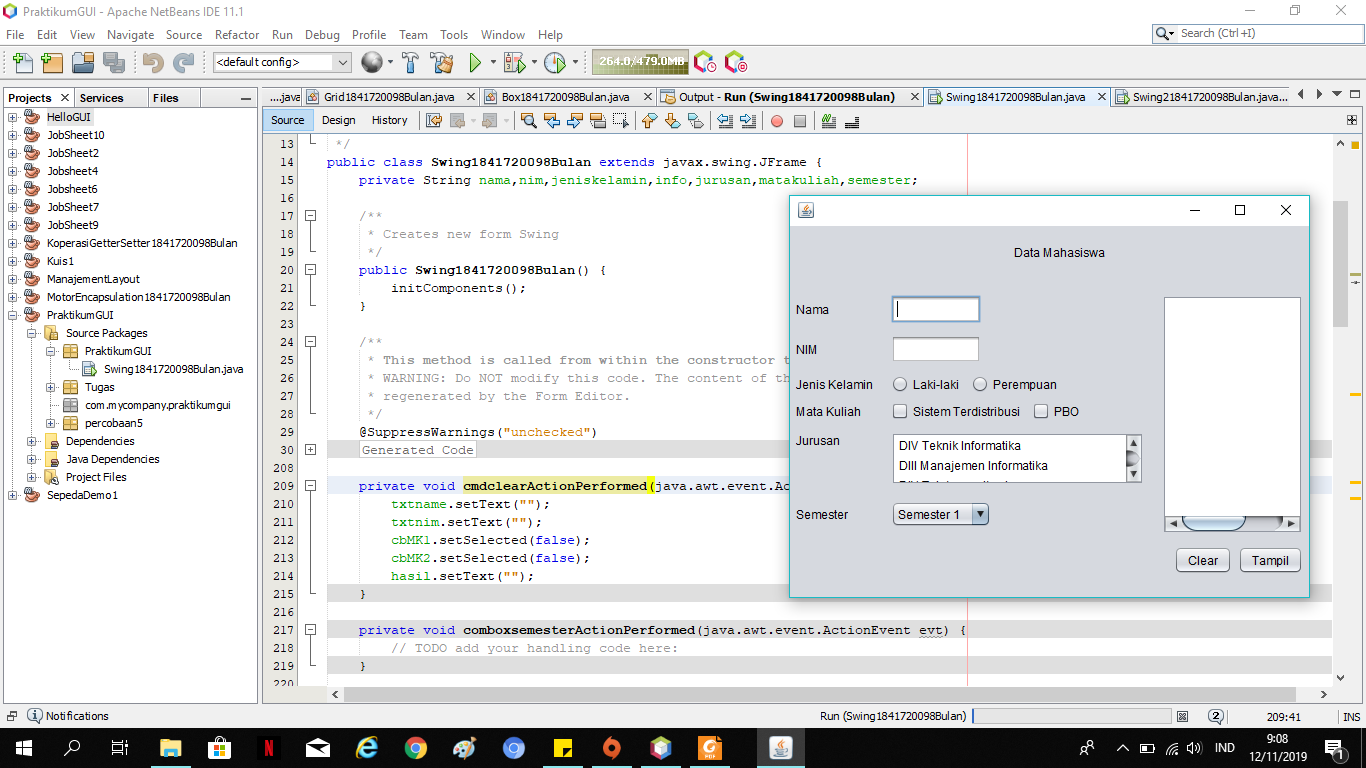 PraktikumGUI - Apache NetBeans IDE 11.1
File Edit View Navigate Source Refactor Run Debug Profile Team Tools Window Help
Search (Ctrl+I)
<default config>
264.0/479.0MB
Projects Services Files
HelloGUI
JobSheet10
JobSheet2
Jobsheet4
Jobsheet6
JobSheet7
JobSheet9
KoperasiGetterSetter1841720098Bulan
Kuis1
ManajementLayout
MotorEncapsulation1841720098Bulan
PraktikumGUI
Source Packages
PraktikumGUI
Swing1841720098Bulan.java
Tugas
com.mycompany.praktikumgui
percobaan5
Dependencies
Java Dependencies
Project Files
SepedaDemo1
....java Grid1841720098Bulan.java Box1841720098Bulan.java Output - Run (Swing1841720098Bulan) Swing1841720098Bulan.java Swing21841720098Bulan.java...
Source Design History
13 */
14 public class Swing1841720098Bulan extends javax.swing.JFrame {
15 private String nama,nim,jeniskelamin,info,jurusan,matakuliah,semester;
16
17 /**
18 * Creates new form Swing
19 */
20 public Swing1841720098Bulan() {
21 initComponents();
22 }
23
24 /**
25 * This method is called from within the constructor t
26 * WARNING: Do NOT modify this code. The content of th
27 * regenerated by the Form Editor.
28 */
29 @SuppressWarnings("unchecked")
30 Generated Code
208
209 private void cmdclearActionPerformed(java.awt.event.Ac
210 txtname.setText("");
211 txtnim.setText("");
212 cbMK1.setSelected(false);
213 cbMK2.setSelected(false);
214 hasil.setText("");
215 }
216
217 private void comboxsemesterActionPerformed(java.awt.event.ActionEvent evt) {
218 // TODO add your handling code here:
219 }
220
Data Mahasiswa
Nama
NIM
Jenis Kelamin Laki-laki Perempuan
Mata Kuliah Sistem Terdistribusi PBO
Jurusan DIV Teknik Informatika
DIII Manajemen Informatika
Semester Semester 1
Clear Tampil
Notifications Run (Swing1841720098Bulan) 2 209:41 INS
IND
9:08
12/11/2019
1